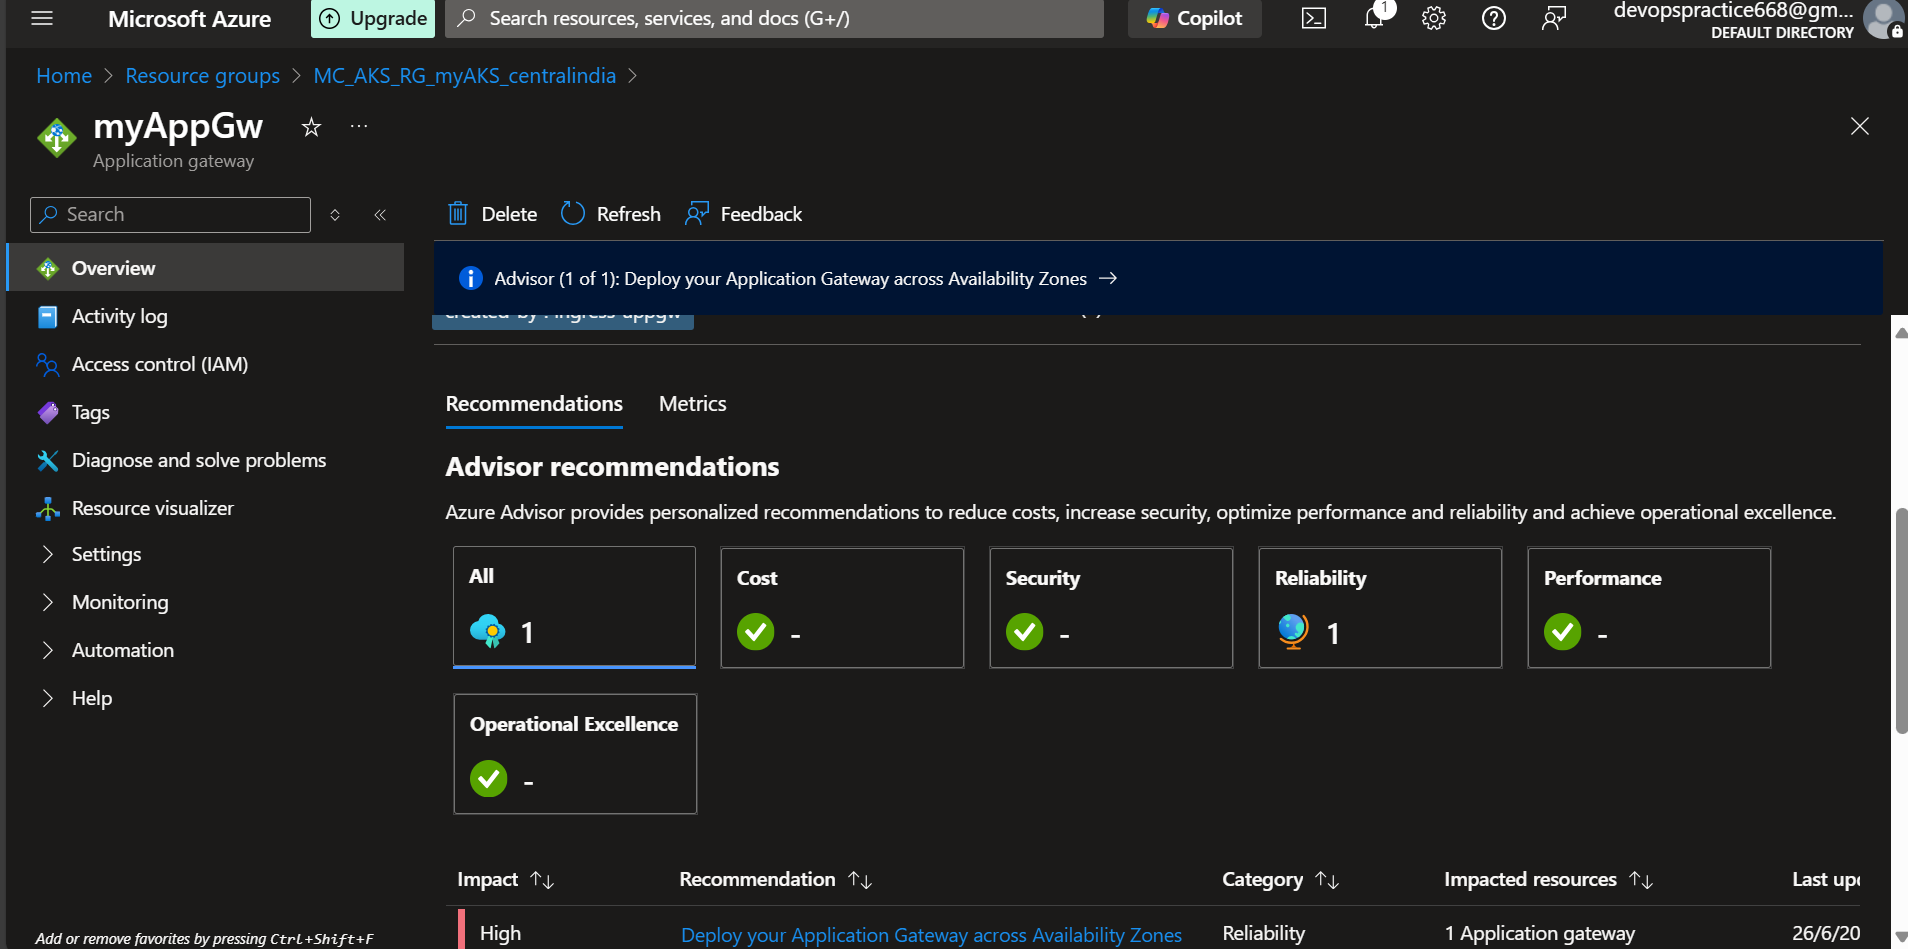 Microsoft Azure
Upgrade
Search resources, services, and docs (G+/)
Copilot
1
devopspractice668@gm...
DEFAULT DIRECTORY
Home > Resource groups > MC_AKS_RG_myAKS_centralindia >
myAppGw
Application gateway
Search
Delete
Refresh
Feedback
Overview
Activity log
Access control (IAM)
Tags
Diagnose and solve problems
Resource visualizer
Settings
Monitoring
Automation
Help
Add or remove favorites by pressing Ctrl+Shift+F
Advisor (1 of 1): Deploy your Application Gateway across Availability Zones →
created-by : ingress-appgw
Recommendations
Metrics
Advisor recommendations
Azure Advisor provides personalized recommendations to reduce costs, increase security, optimize performance and reliability and achieve operational excellence.
All
1
Cost
-
Security
-
Reliability
1
Performance
-
Operational Excellence
-
Impact
Recommendation
Category
Impacted resources
Last upd
High
Deploy your Application Gateway across Availability Zones
Reliability
1 Application gateway
26/6/20